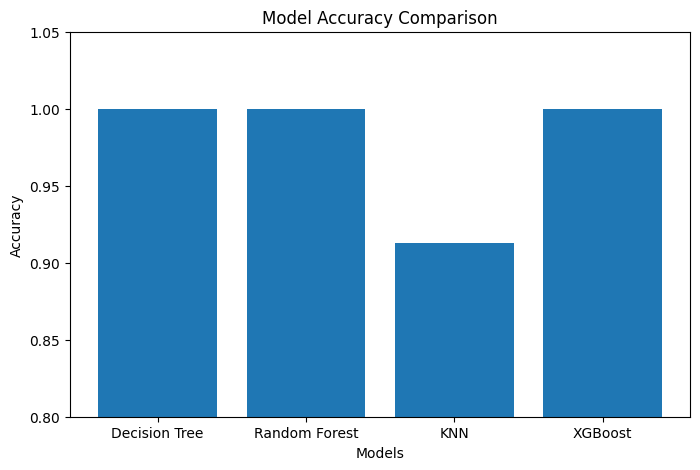 Model Accuracy Comparison
1.05
1.00
0.95
0.90
0.85
0.80
Accuracy
Decision Tree
Random Forest
KNN
XGBoost
Models